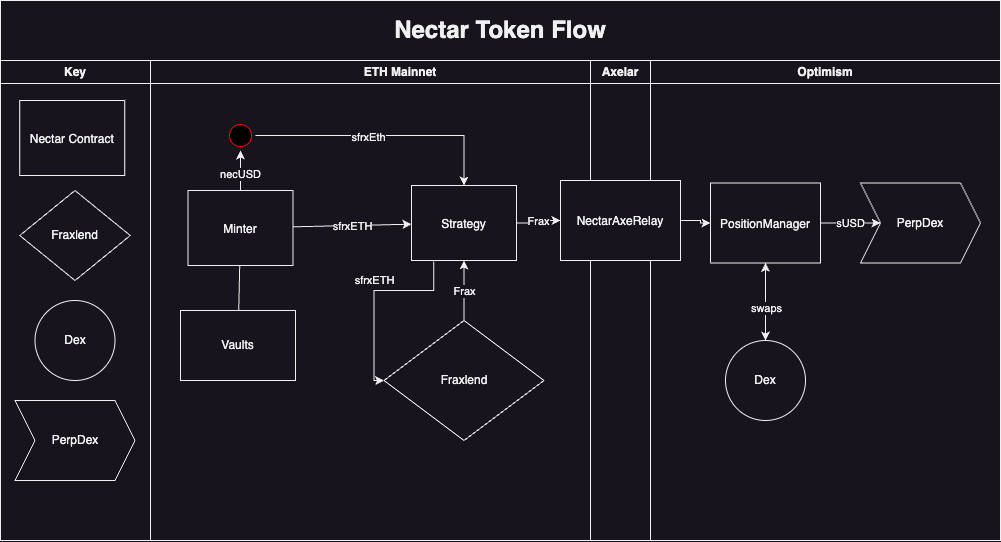 Nectar Token Flow
Key
ETH Mainnet
Axelar
Optimism
Nectar Contract
Fraxlend
Dex
PerpDex
sfrxEth
necUSD
Minter
sfrxETH
Strategy
Frax
NectarAxeRelay
PositionManager
sUSD
PerpDex
sfrxETH
Frax
swaps
Vaults
Fraxlend
Dex